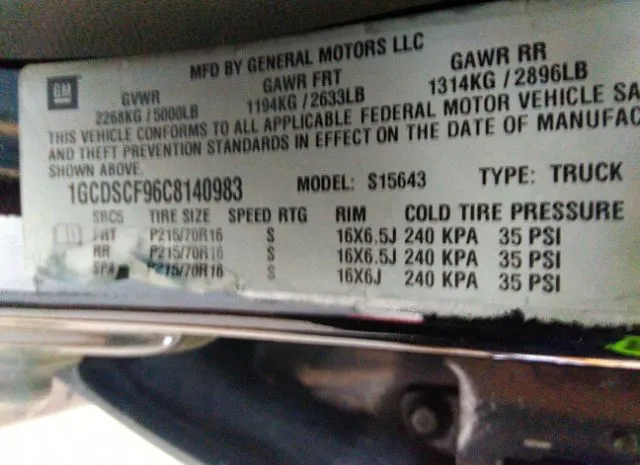 GM
MFD BY GENERAL MOTORS LLC
GVWR GAWR FRT GAWR RR
2268KG / 5000LB 1194KG / 2633LB 1314KG / 2896LB
THIS VEHICLE CONFORMS TO ALL APPLICABLE FEDERAL MOTOR VEHICLE SA
AND THEFT PREVENTION STANDARDS IN EFFECT ON THE DATE OF MANUFAC
SHOWN ABOVE.
1GCDSCF96C8140983 MODEL: S15643 TYPE: TRUCK
SBC5 TIRE SIZE SPEED RTG RIM COLD TIRE PRESSURE
FRT P215/70R16 S 16X6.5J 240 KPA 35 PSI
RR P215/70R16 S 16X6.5J 240 KPA 35 PSI
SPA P215/70R16 S 16X6J 240 KPA 35 PSI